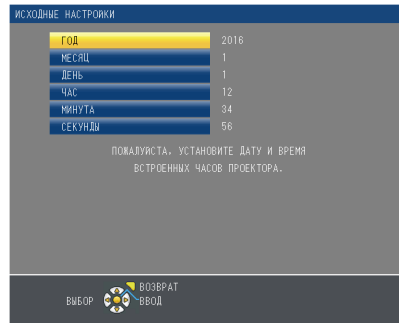 ИСХОДНЫЕ НАСТРОЙКИ
ГОД 2016
МЕСЯЦ 1
ДЕНЬ 1
ЧАС 12
МИНУТА 34
СЕКУНДЫ 56
ПОЖАЛУЙСТА, УСТАНОВИТЕ ДАТУ И ВРЕМЯ
ВСТРОЕННЫХ ЧАСОВ ПРОЕКТОРА.
ВОЗВРАТ
ВЫБОР ВВОД